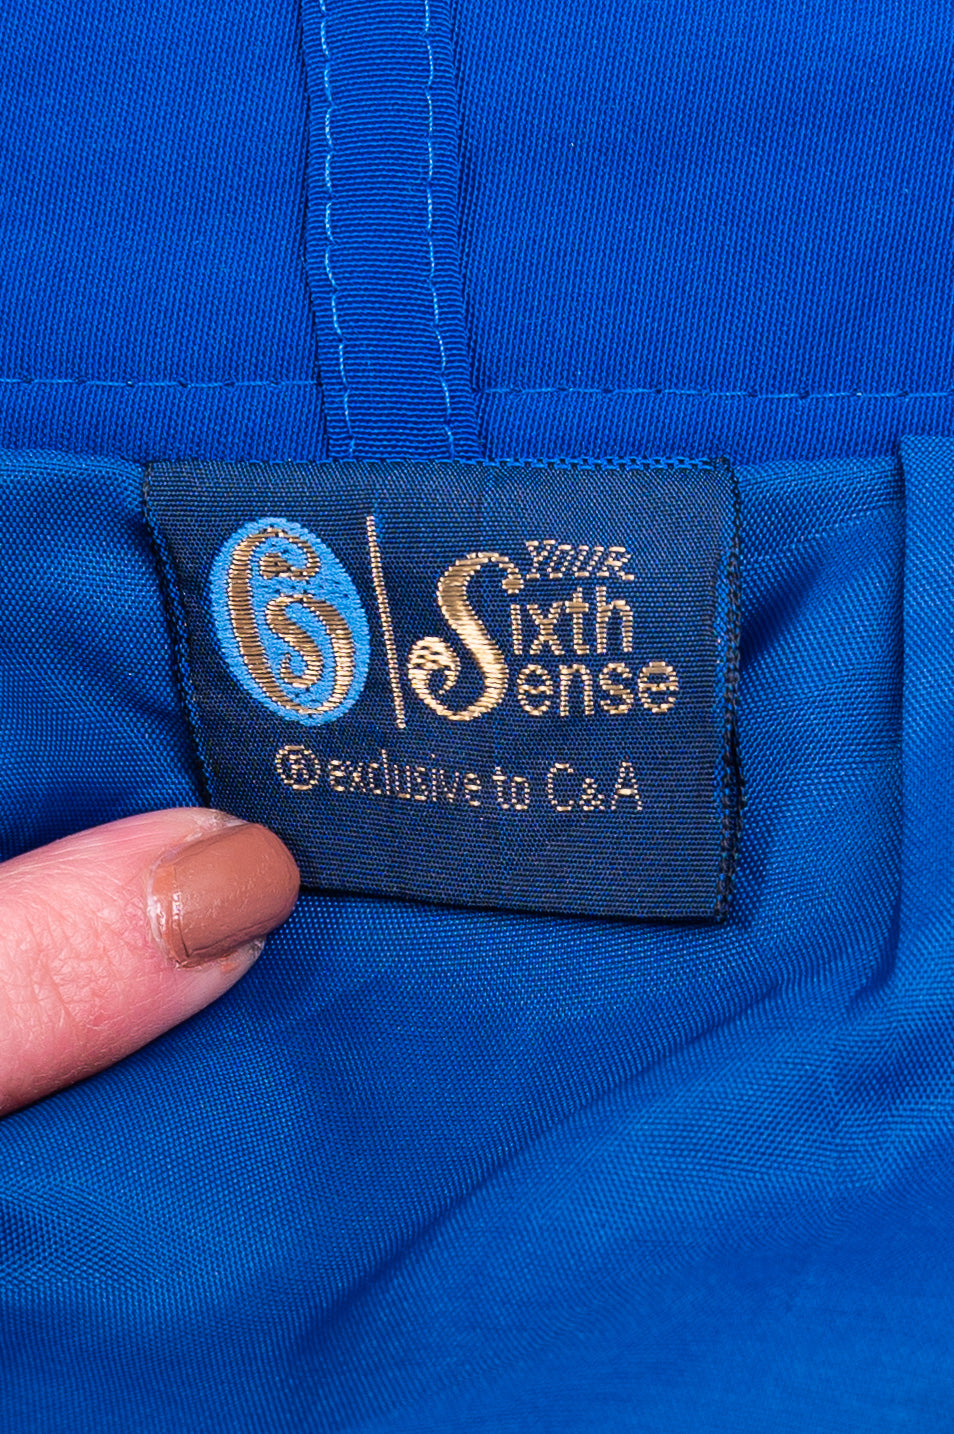 6S
YOUR
Sixth
Sense
® exclusive to C&A